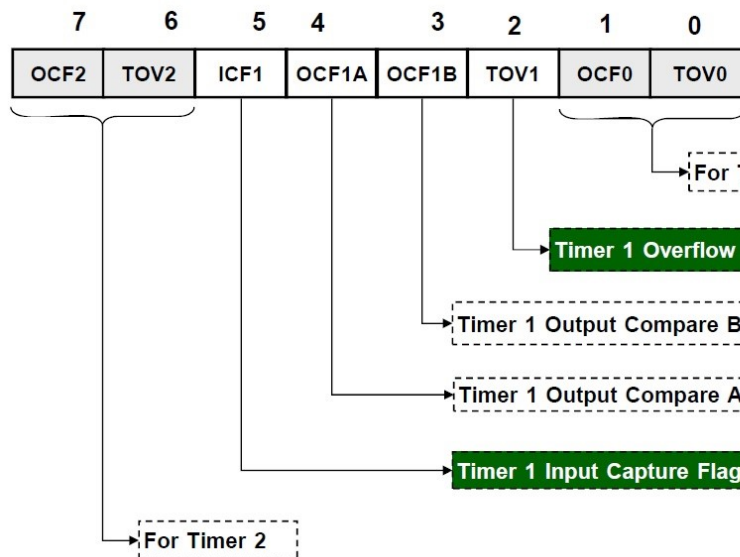 7 6 5 4 3 2 1 0
OCF2 TOV2 ICF1 OCF1A OCF1B TOV1 OCF0 TOV0
For
Timer 1 Overflow
Timer 1 Output Compare B
Timer 1 Output Compare A
Timer 1 Input Capture Flag
For Timer 2